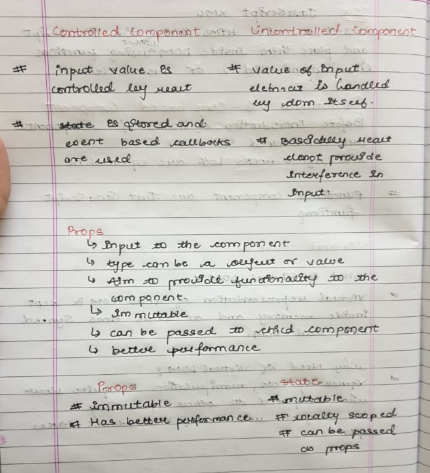 Controlled Component Uncontrolled Component
# input value is
controlled by react
# value of Input
elemnet is handled
by dom itself.
# state is stored and
event based callbacks
are used
# Basically React
donot provide
Interference in
Input.
Props
↳ Input to the component
↳ type can be a object or value
↳ Aim to provide functionality to the
component.
↳ Immutable
↳ can be passed to child component
↳ better performance
Props
# immutable
# Has better performance
state
# mutable
# locally scoped
# can be passed
as props